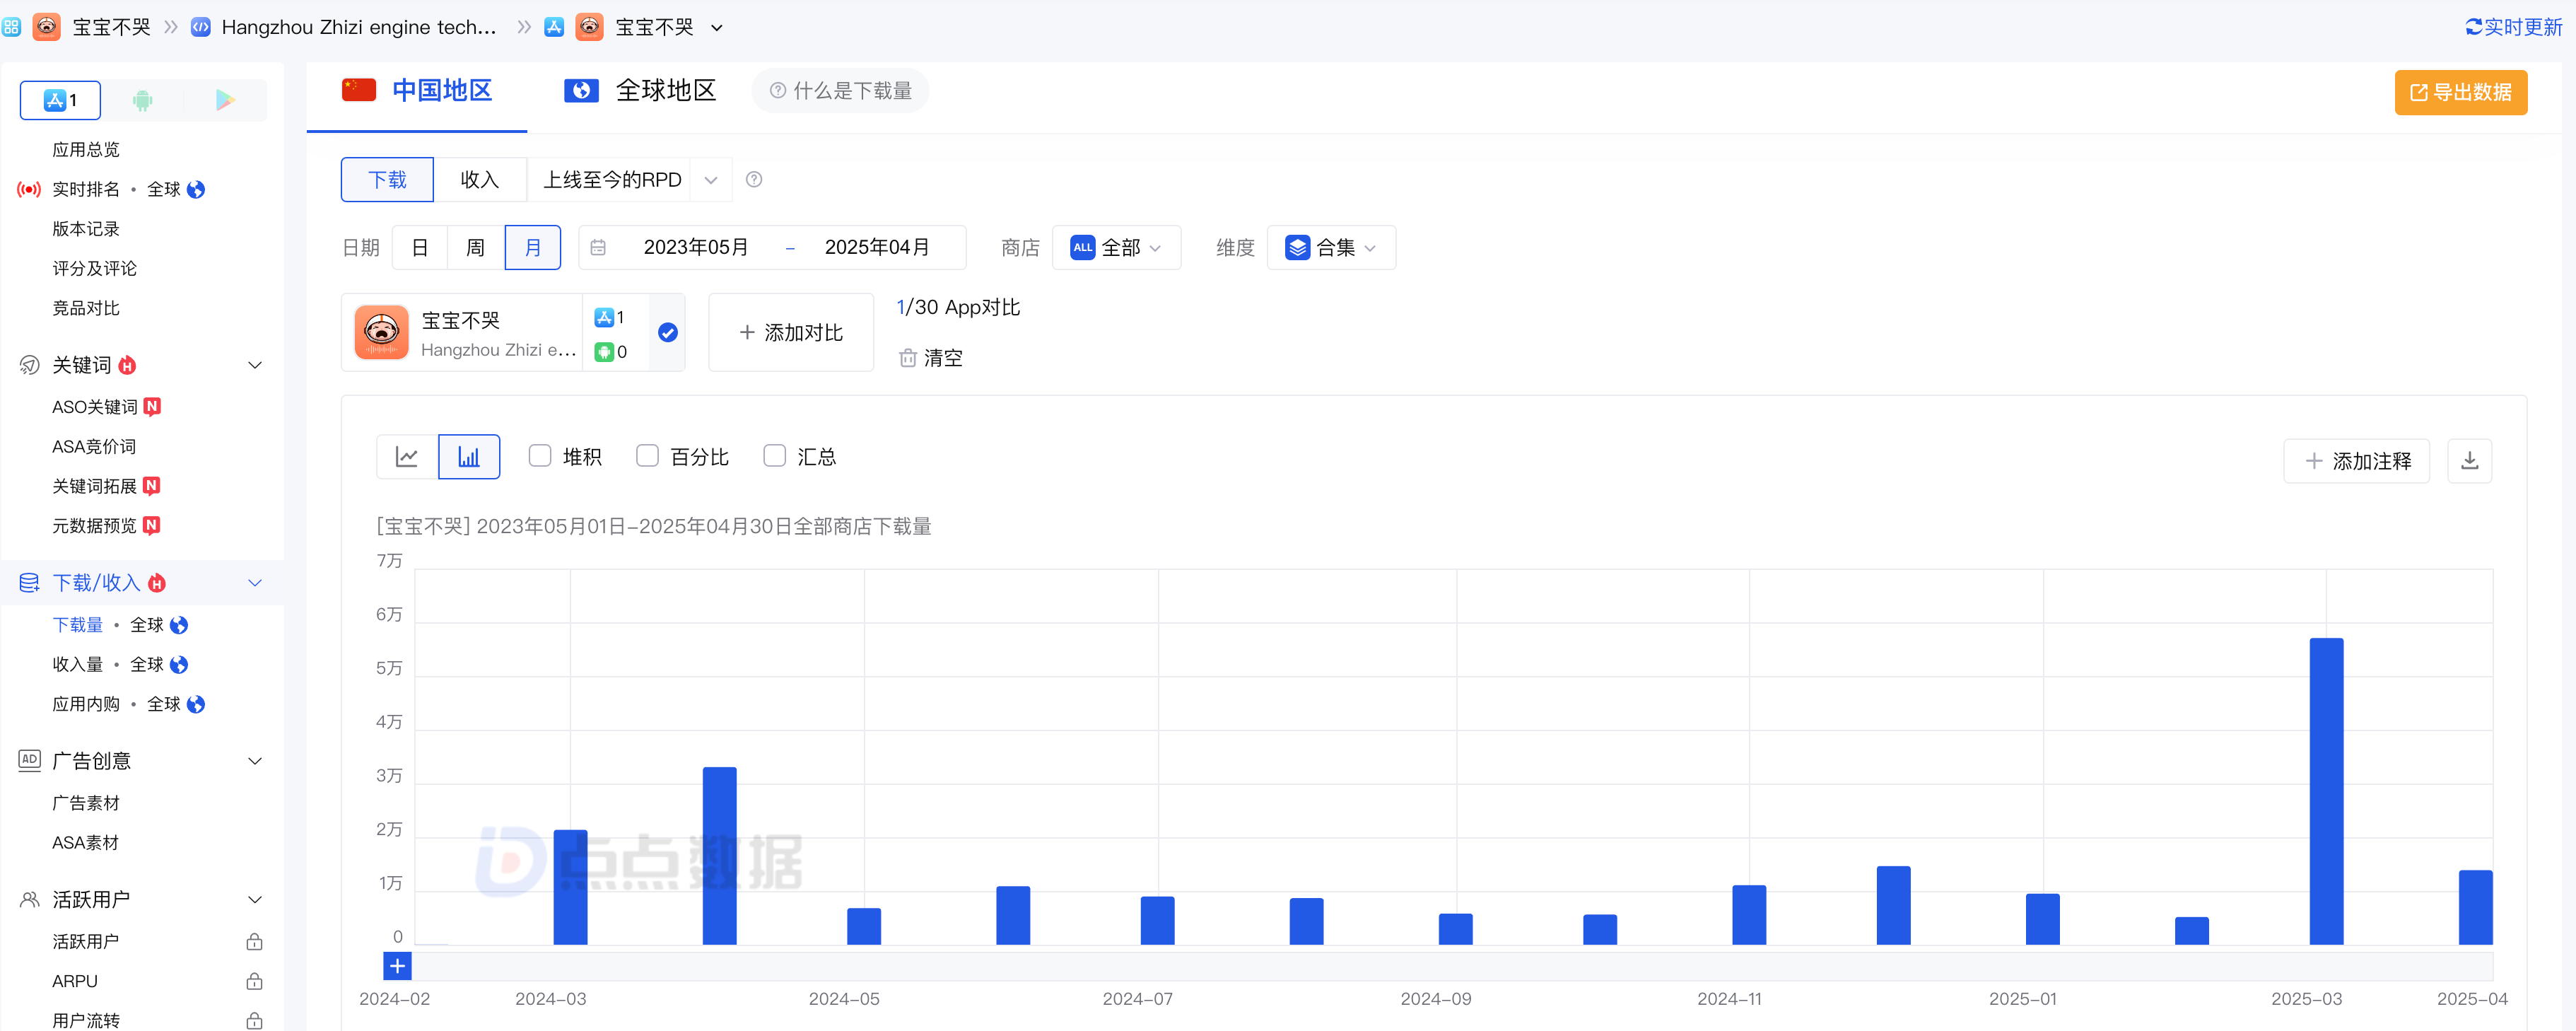 宝宝不哭 » Hangzhou Zhizi engine tech... » 宝宝不哭
实时更新
1
应用总览
实时排名 • 全球
版本记录
评分及评论
竞品对比
关键词 H
ASO关键词 N
ASA竞价词
关键词拓展 N
元数据预览 N
下载/收入 H
下载量 • 全球
收入量 • 全球
应用内购 • 全球
AD 广告创意
广告素材
ASA素材
活跃用户
活跃用户
ARPU
用户流转
中国地区 全球地区 什么是下载量
导出数据
下载 收入 上线至今的RPD
日期 日 周 月 2023年05月 – 2025年04月 商店 ALL 全部 维度 合集
宝宝不哭
Hangzhou Zhizi e...
1
0
+ 添加对比
1/30 App对比
清空
堆积 百分比 汇总
+ 添加注释
[宝宝不哭] 2023年05月01日-2025年04月30日全部商店下载量
7万
6万
5万
4万
3万
2万
1万
0
点点数据
2024-02 2024-03 2024-05 2024-07 2024-09 2024-11 2025-01 2025-03 2025-04